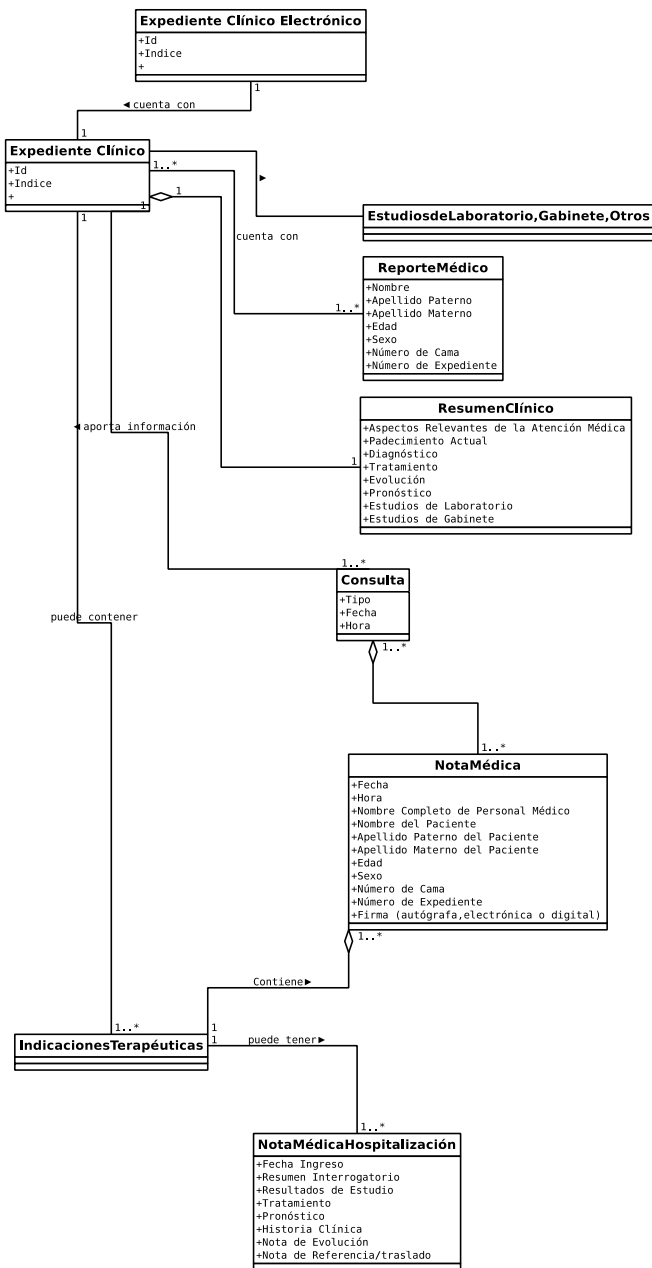 Expediente Clínico Electrónico
+Id
+Indice
+
1
◄ cuenta con
1
Expediente Clínico
+Id
+Indice
+
1..*
1
►
1
1
EstudiosdeLaboratorio,Gabinete,Otros
cuenta con
ReporteMédico
+Nombre
+Apellido Paterno
+Apellido Materno
+Edad
+Sexo
+Número de Cama
+Número de Expediente
1..*
ResumenClínico
+Aspectos Relevantes de la Atención Médica
+Padecimiento Actual
+Diagnóstico
+Tratamiento
+Evolución
+Pronóstico
+Estudios de Laboratorio
+Estudios de Gabinete
◄ aporta información
1
1..*
Consulta
+Tipo
+Fecha
+Hora
puede contener
1..*
1..*
NotaMédica
+Fecha
+Hora
+Nombre Completo de Personal Médico
+Nombre del Paciente
+Apellido Paterno del Paciente
+Apellido Materno del Paciente
+Edad
+Sexo
+Número de Cama
+Número de Expediente
+Firma (autógrafa,electrónica o digital)
1..*
Contiene►
1..*
1
IndicacionesTerapéuticas
1
puede tener►
1..*
NotaMédicaHospitalización
+Fecha Ingreso
+Resumen Interrogatorio
+Resultados de Estudio
+Tratamiento
+Pronóstico
+Historia Clínica
+Nota de Evolución
+Nota de Referencia/traslado